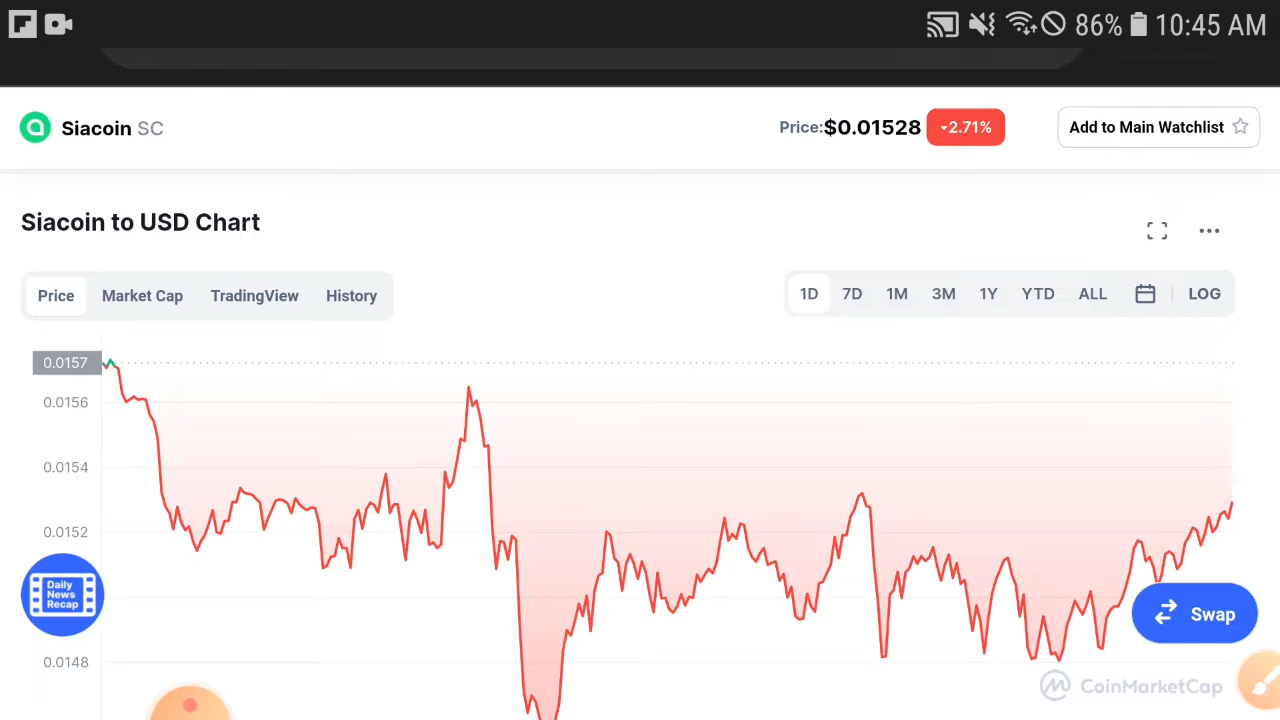 86% 10:45 AM
Siacoin SC
Price:$0.01528 2.71%
Add to Main Watchlist
Siacoin to USD Chart
Price Market Cap TradingView History
1D 7D 1M 3M 1Y YTD ALL LOG
0.0157
0.0156
0.0154
0.0152
Daily
News
Recap
Swap
0.0148
CoinMarketCap